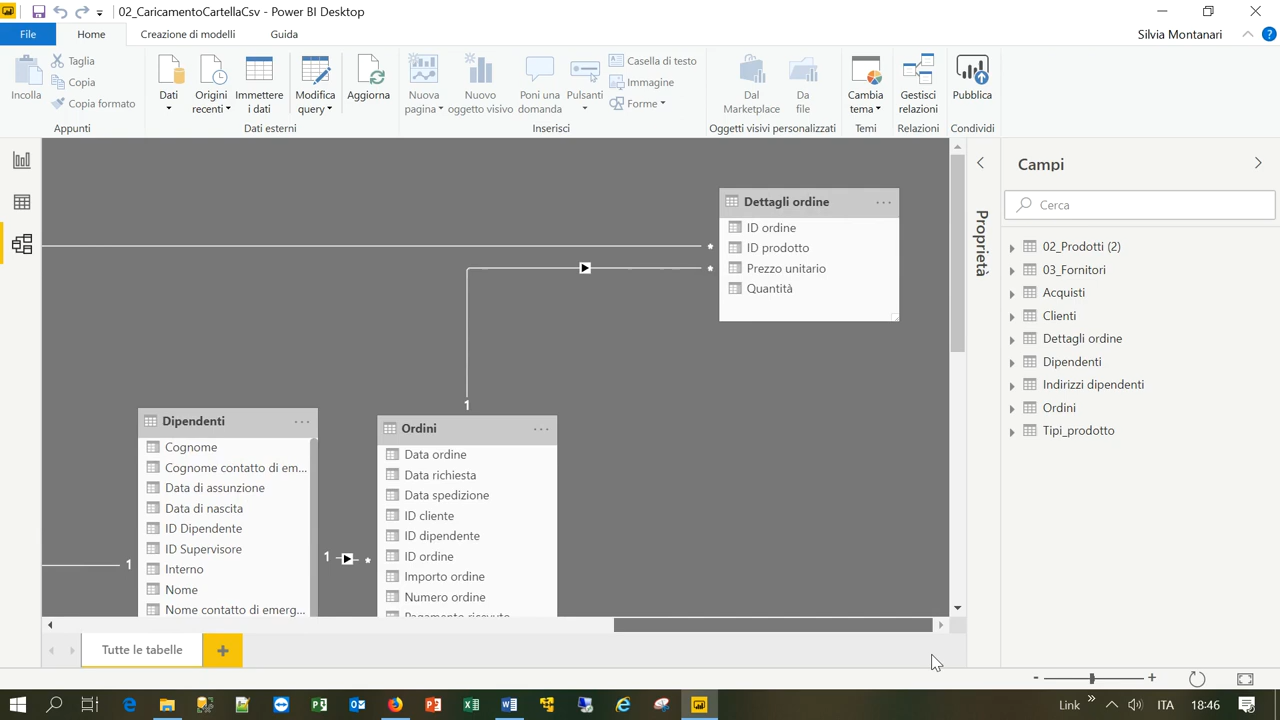 02_CaricamentoCartellaCsv - Power BI Desktop
File
Home
Creazione di modelli
Guida
Silvia Montanari
?
Incolla
Taglia
Copia
Copia formato
Appunti
Dati
Origini recenti
Immettere i dati
Modifica query
Aggiorna
Dati esterni
Nuova pagina
Nuovo oggetto visivo
Poni una domanda
Pulsanti
Casella di testo
Immagine
Forme
Inserisci
Dal Marketplace
Da file
Oggetti visivi personalizzati
Cambia tema
Temi
Gestisci relazioni
Relazioni
Pubblica
Condividi
Dettagli ordine
ID ordine
ID prodotto
Prezzo unitario
Quantità
*
*
1
Dipendenti
Cognome
Cognome contatto di em...
Data di assunzione
Data di nascita
ID Dipendente
ID Supervisore
Interno
Nome
Nome contatto di emerg...
1
1
*
Ordini
Data ordine
Data richiesta
Data spedizione
ID cliente
ID dipendente
ID ordine
Importo ordine
Numero ordine
Pagamento ricevuto
Proprietà
Campi
Cerca
02_Prodotti (2)
03_Fornitori
Acquisti
Clienti
Dettagli ordine
Dipendenti
Indirizzi dipendenti
Ordini
Tipi_prodotto
Tutte le tabelle
+
- +
Link
»
ITA
18:46